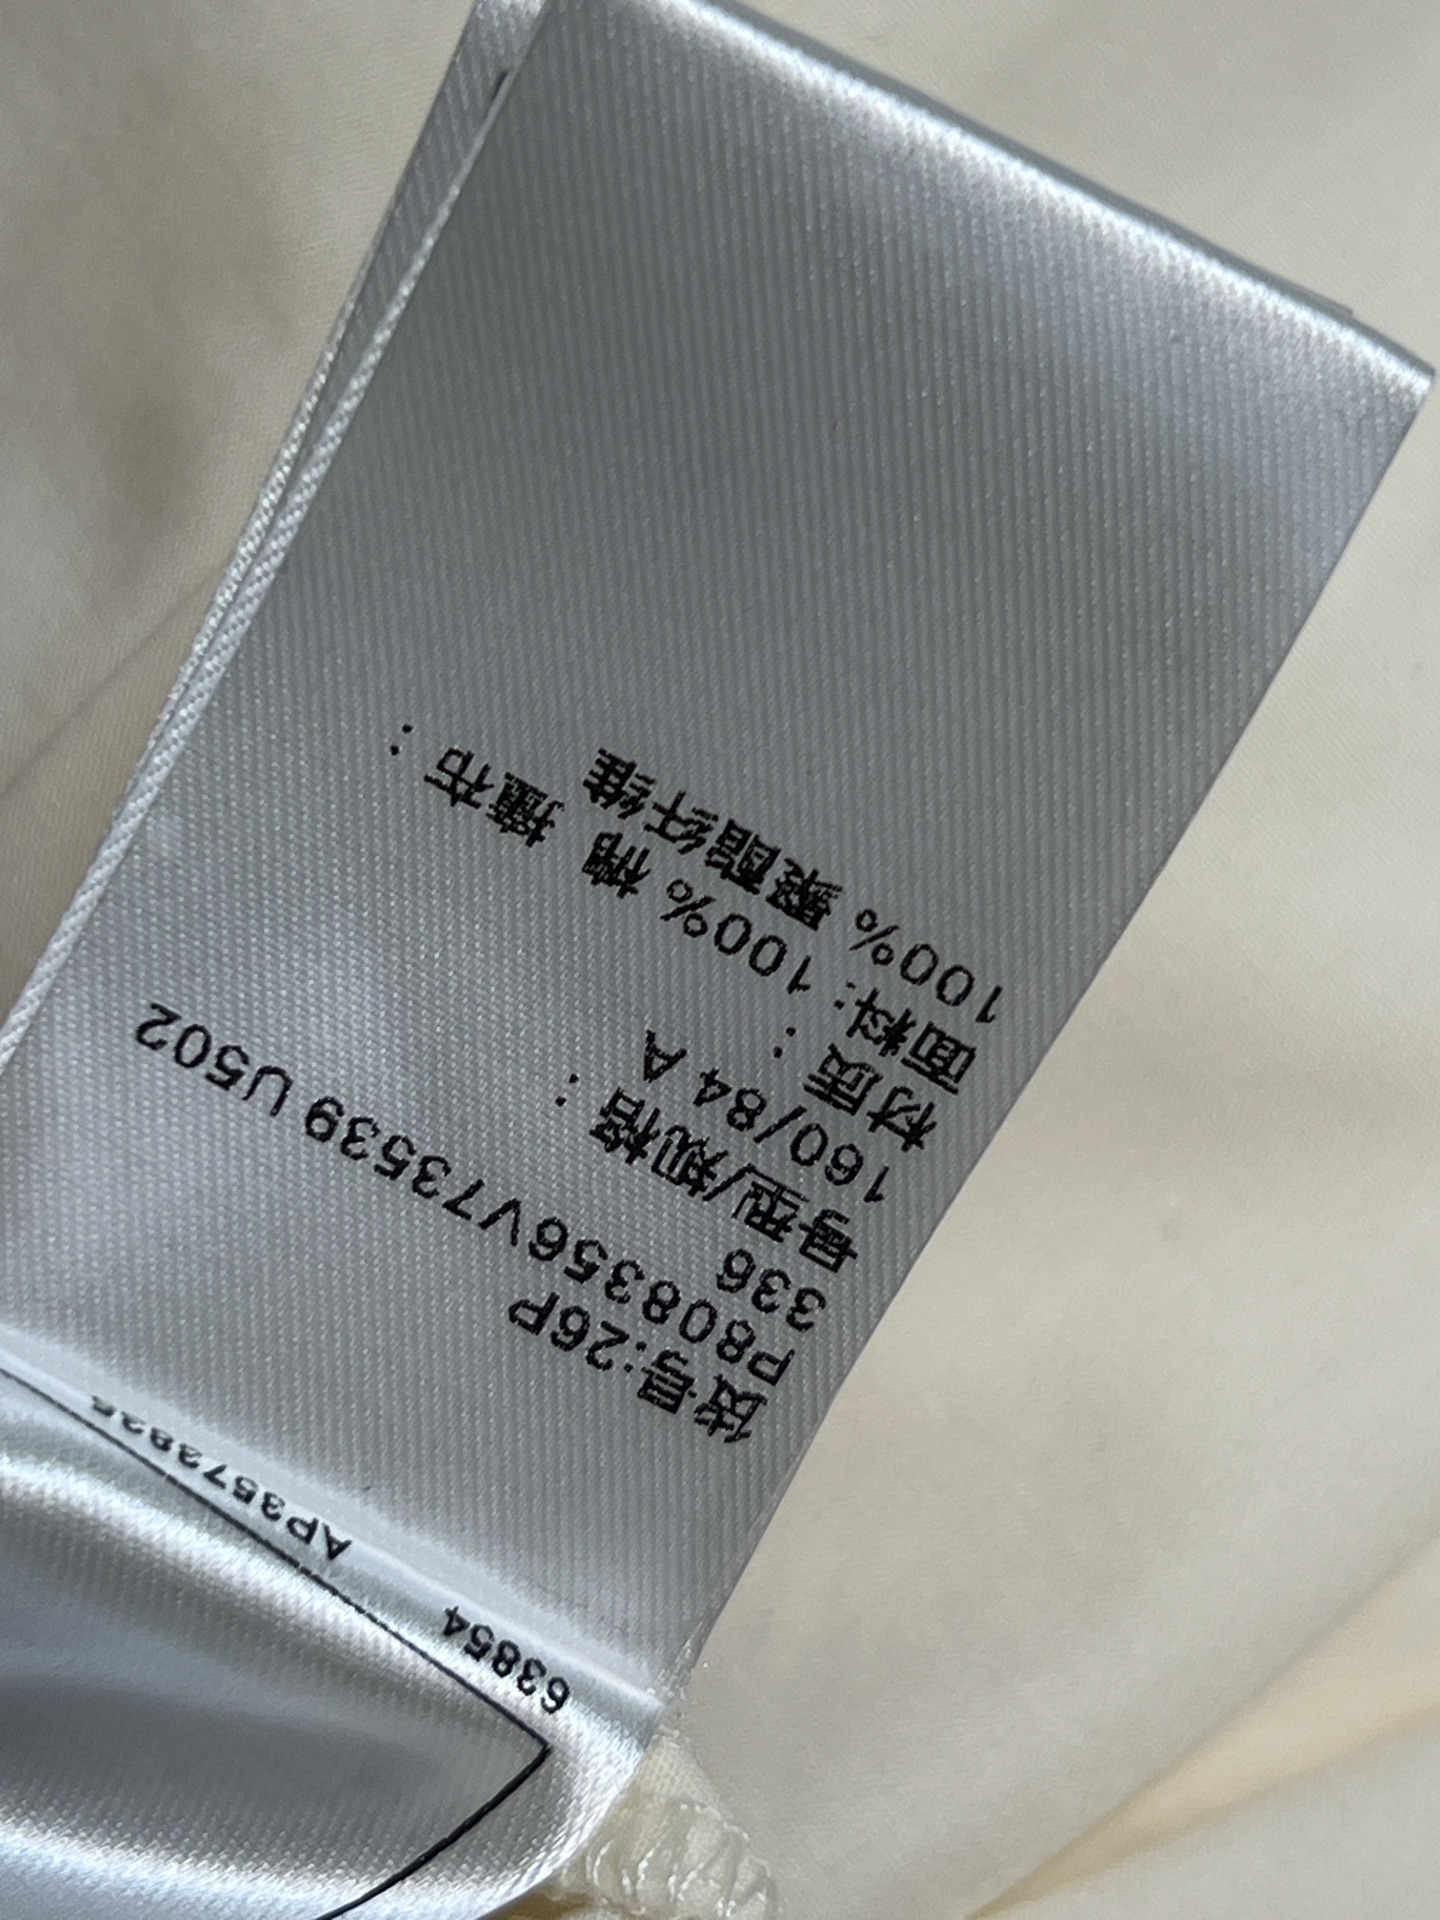 63854 AP3573835
货号:26P
P808356V73539 U502
336
号型/规格 :
160/84 A
材质 :
面料: 100% 棉 撞布 :
100% 聚酯纤维